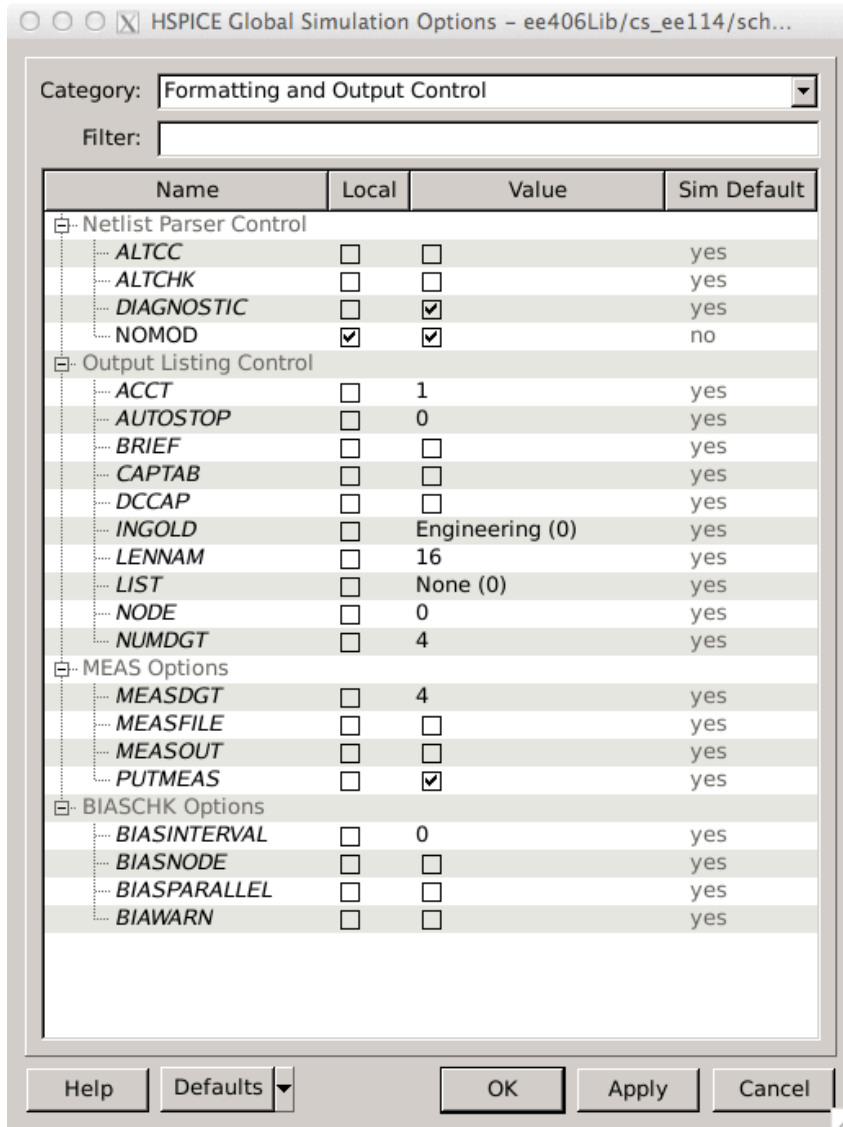 HSPICE Global Simulation Options – ee406Lib/cs_ee114/sch...
Category: Formatting and Output Control
Filter:
Name Local Value Sim Default
Netlist Parser Control
ALTCC yes
ALTCHK yes
DIAGNOSTIC yes
NOMOD no
Output Listing Control
ACCT 1 yes
AUTOSTOP 0 yes
BRIEF yes
CAPTAB yes
DCCAP yes
INGOLD Engineering (0) yes
LENNAM 16 yes
LIST None (0) yes
NODE 0 yes
NUMDGT 4 yes
MEAS Options
MEASDGT 4 yes
MEASFILE yes
MEASOUT yes
PUTMEAS yes
BIASCHK Options
BIASINTERVAL 0 yes
BIASNODE yes
BIASPARALLEL yes
BIAWARN yes
Help Defaults OK Apply Cancel